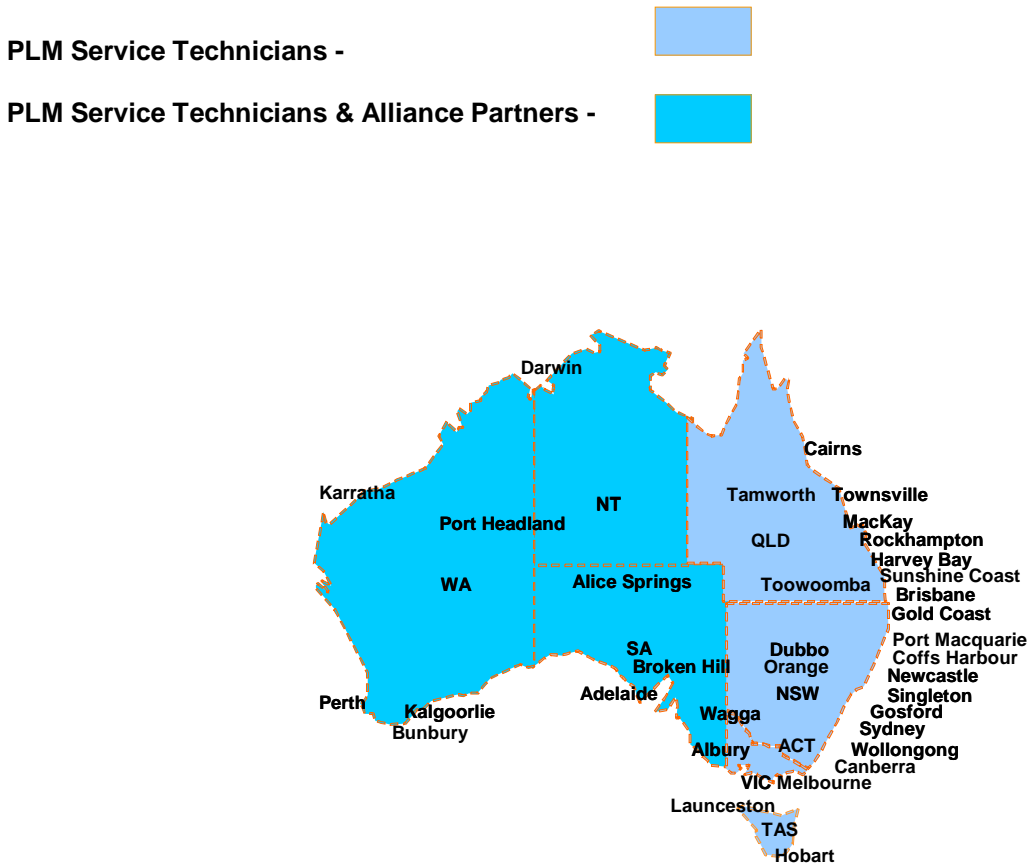 PLM Service Technicians -
PLM Service Technicians & Alliance Partners -
Darwin
Cairns
Karratha
Tamworth
Townsville
NT
Port Headland
MacKay
QLD
Rockhampton
Harvey Bay
Sunshine Coast
WA
Alice Springs
Toowoomba
Brisbane
Gold Coast
Port Macquarie
SA
Dubbo
Coffs Harbour
Broken Hill
Orange
Newcastle
Adelaide
NSW
Singleton
Perth
Kalgoorlie
Wagga
Gosford
Bunbury
Sydney
Albury
ACT
Wollongong
Canberra
VIC
Melbourne
Launceston
TAS
Hobart